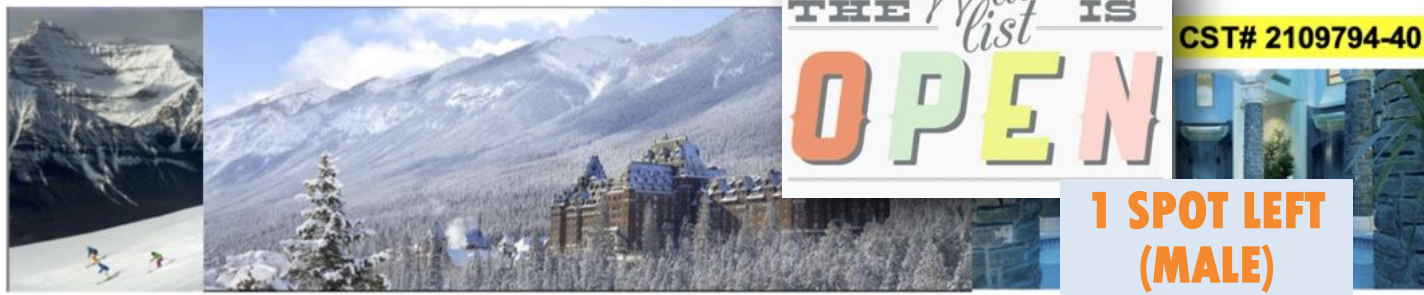 THE
list
IS
OPEN
CST# 2109794-40
1 SPOT LEFT
(MALE)